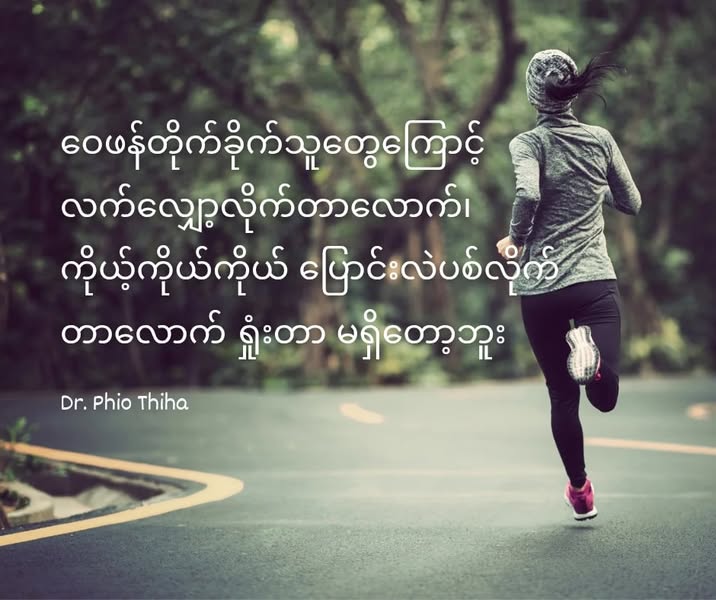 ဝေဖန်တိုက်ခိုက်သူတွေကြောင့်
လက်လျှော့လိုက်တာလောက်၊
ကိုယ့်ကိုယ်ကိုယ် ပြောင်းလဲပစ်လိုက်
တာလောက် ရှုံးတာ မရှိတော့ဘူး
Dr. Phio Thiha